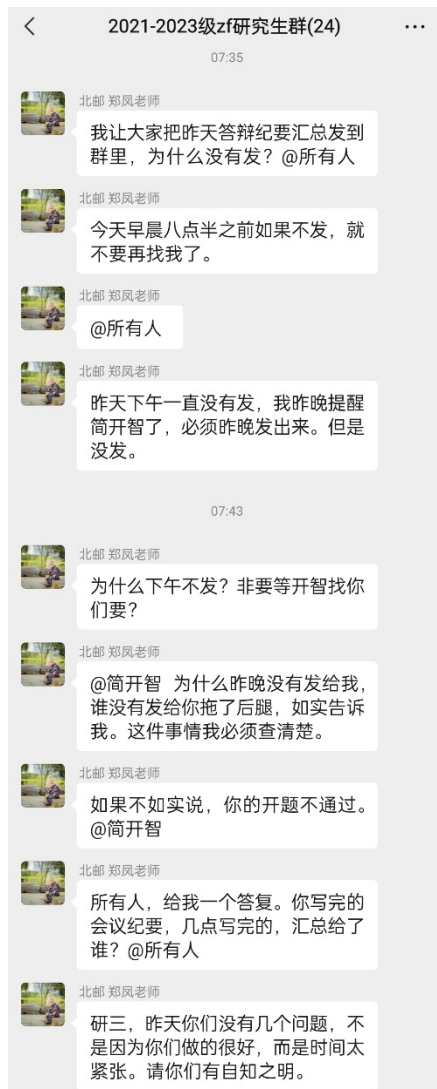 2021-2023级zf研究生群(24)
07:35
北邮 郑凤老师
我让大家把昨天答辩纪要汇总发到
群里，为什么没有发？@所有人
北邮 郑凤老师
今天早晨八点半之前如果不发，就
不要再找我了。
北邮 郑凤老师
@所有人
北邮 郑凤老师
昨天下午一直没有发，我昨晚提醒
简开智了，必须昨晚发出来。但是
没发。
07:43
北邮 郑凤老师
为什么下午不发？非要等开智找你
们要？
北邮 郑凤老师
@简开智 为什么昨晚没有发给我，
谁没有发给你拖了后腿，如实告诉
我。这件事情我必须查清楚。
北邮 郑凤老师
如果不如实说，你的开题不通过。
@简开智
北邮 郑凤老师
所有人，给我一个答复。你写完的
会议纪要，几点写完的，汇总给了
谁？@所有人
北邮 郑凤老师
研三，昨天你们没有几个问题，不
是因为你们做的很好，而是时间太
紧张。请你们有自知之明。